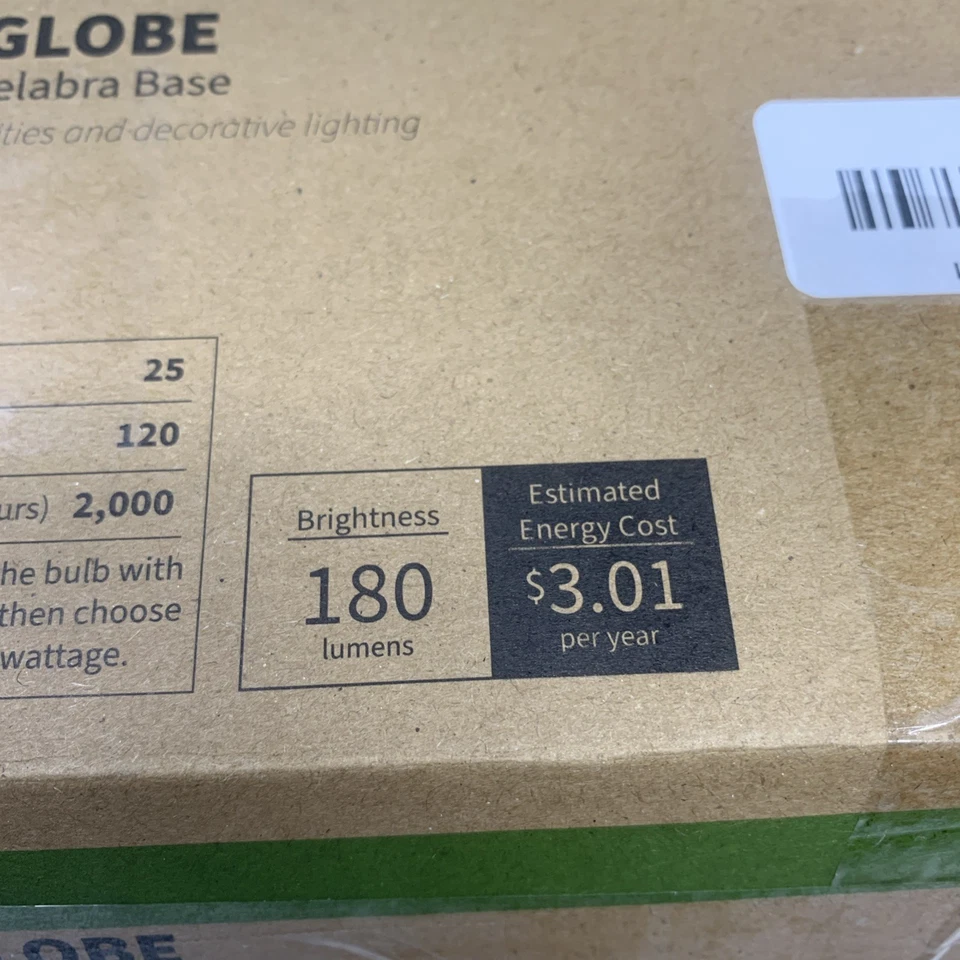 GLOBE
elabra Base
ities and decorative lighting
25
120
urs) 2,000
he bulb with
then choose
wattage.
Brightness
180
lumens
Estimated
Energy Cost
$3.01
per year
OBE